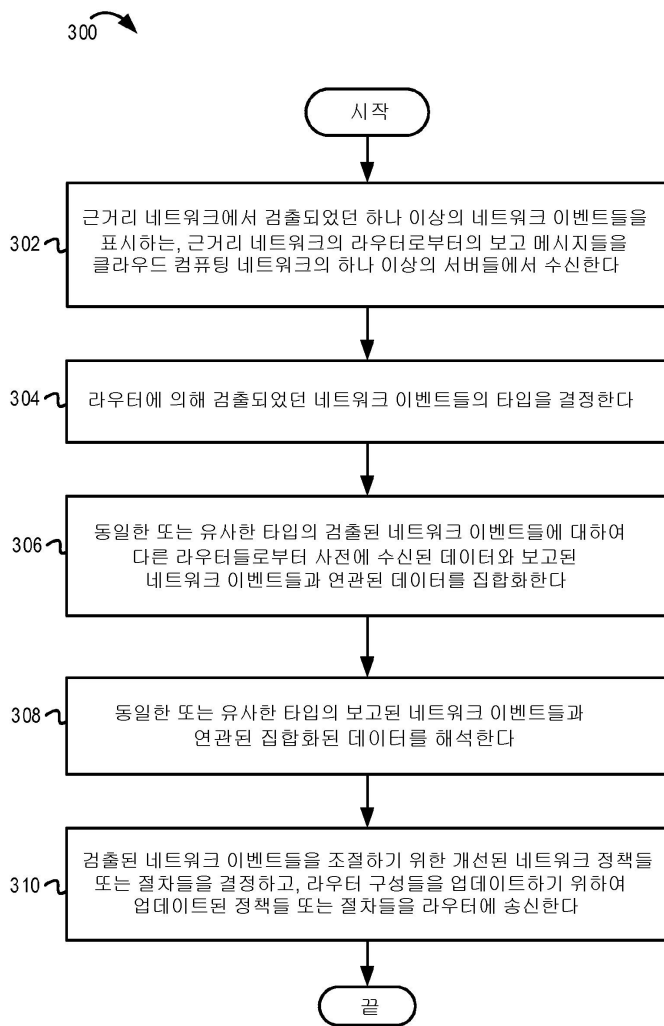 300
시작
302
근거리 네트워크에서 검출되었던 하나 이상의 네트워크 이벤트들을
표시하는, 근거리 네트워크의 라우터로부터의 보고 메시지들을
클라우드 컴퓨팅 네트워크의 하나 이상의 서버들에서 수신한다
304
라우터에 의해 검출되었던 네트워크 이벤트들의 타입을 결정한다
306
동일한 또는 유사한 타입의 검출된 네트워크 이벤트들에 대하여
다른 라우터들로부터 사전에 수신된 데이터와 보고된
네트워크 이벤트들과 연관된 데이터를 집합화한다
308
동일한 또는 유사한 타입의 보고된 네트워크 이벤트들과
연관된 집합화된 데이터를 해석한다
310
검출된 네트워크 이벤트들을 조절하기 위한 개선된 네트워크 정책들
또는 절차들을 결정하고, 라우터 구성들을 업데이트하기 위하여
업데이트된 정책들 또는 절차들을 라우터에 송신한다
끝